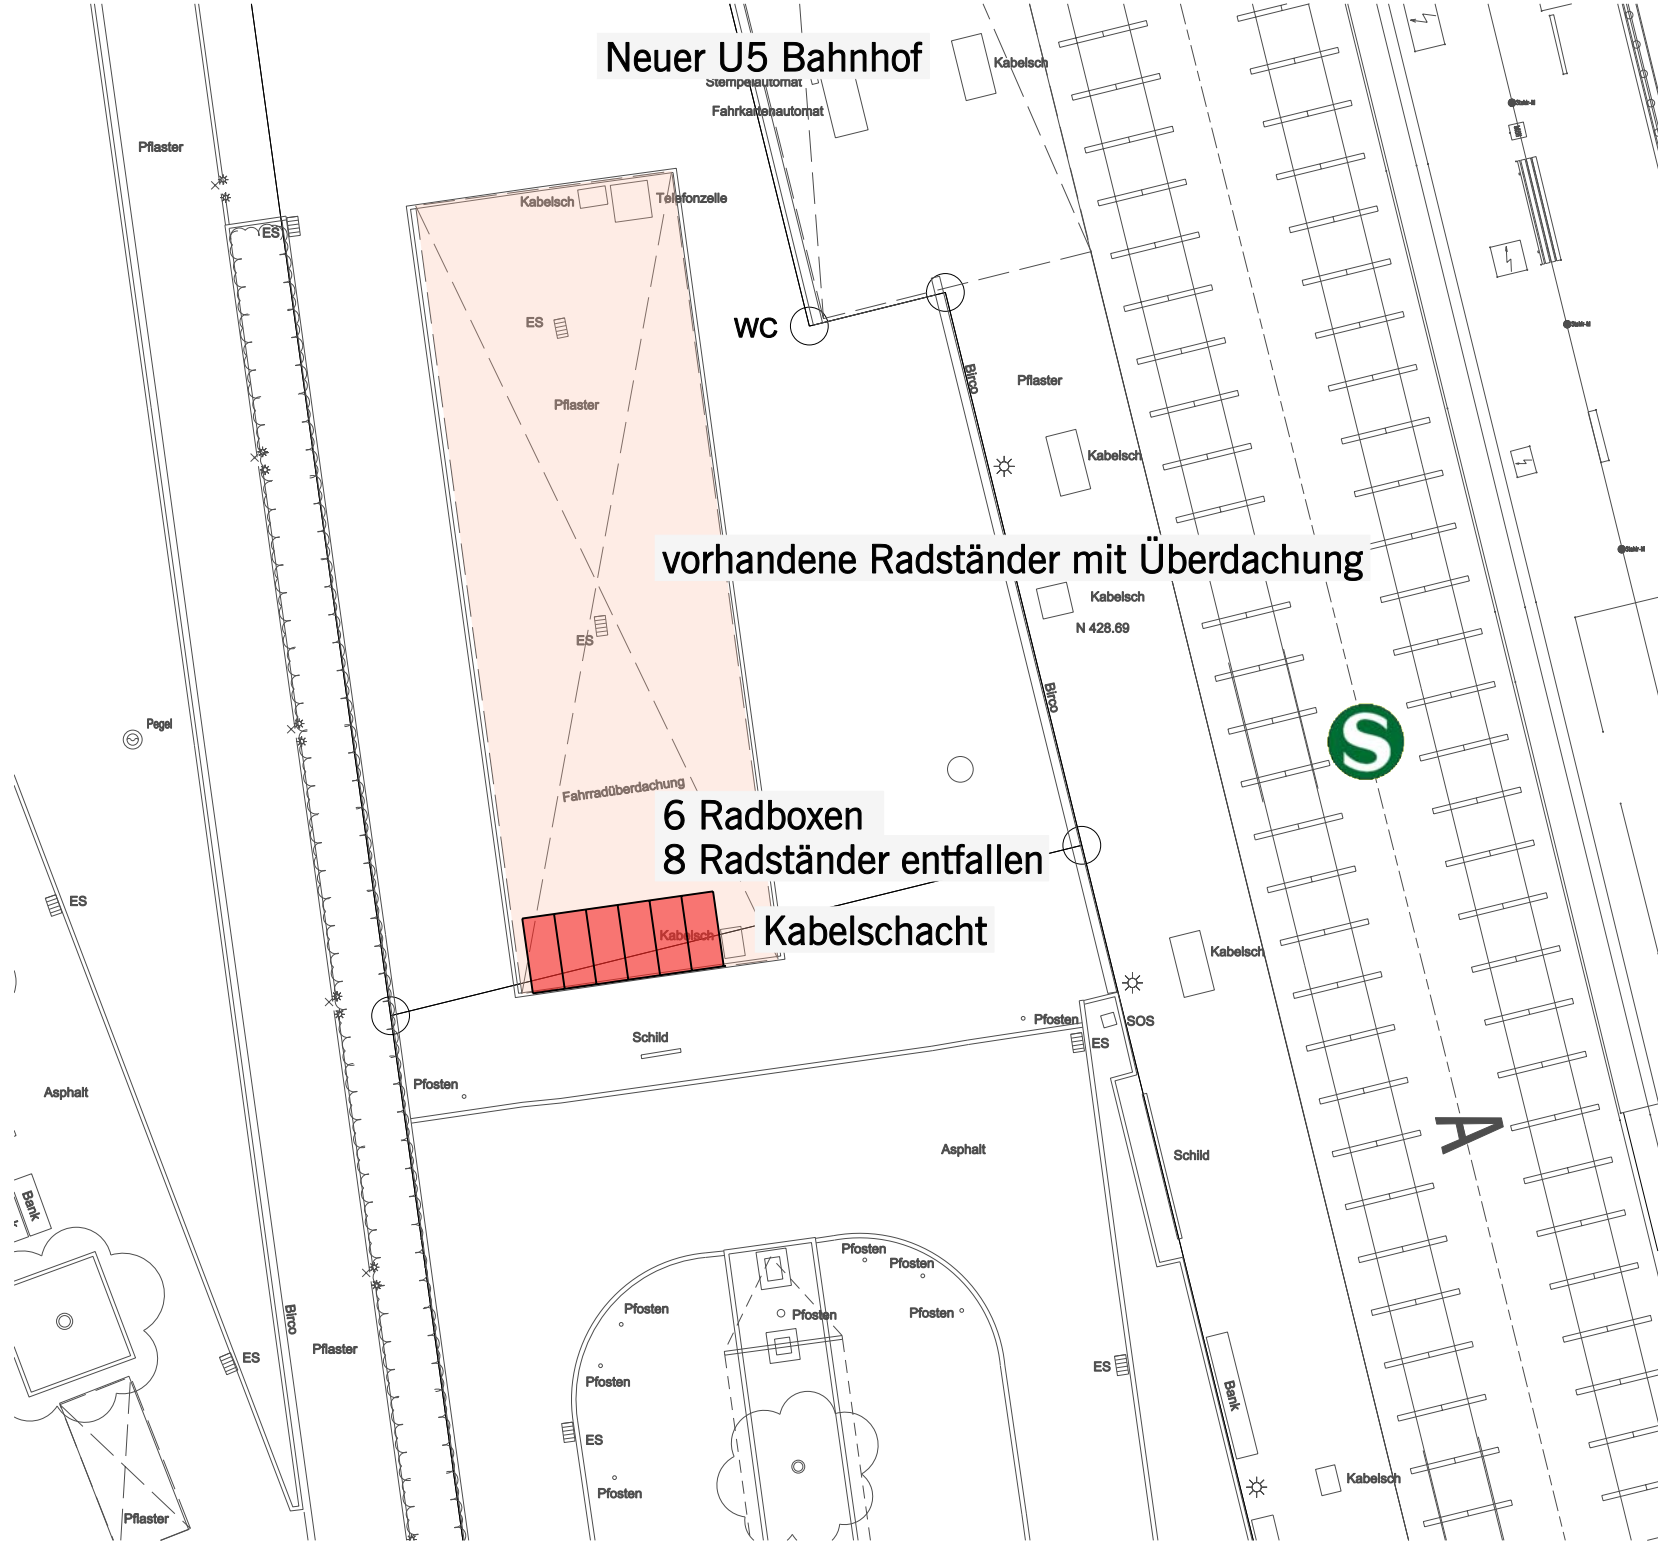 Neuer U5 Bahnhof
Kabelsch
Stempelautomat
Fahrkartenautomat
Pflaster
Kabelsch
Telefonzelle
ES
ES
WC
Birco
Pflaster
Pflaster
Kabelsch
vorhandene Radständer mit Überdachung
Kabelsch
N 428.69
ES
Birco
Pegel
S
Fahrradüberdachung
6 Radboxen
8 Radständer entfallen
ES
Kabelsch
Kabelschacht
Kabelsch
Pfosten
SOS
Schild
ES
Pfosten
Asphalt
A
Asphalt
Schild
Bank
Pfosten
Pfosten
Pfosten
Pfosten
Pfosten
Birco
Pflaster
ES
ES
Pfosten
Bank
ES
Kabelsch
Pfosten
Pflaster